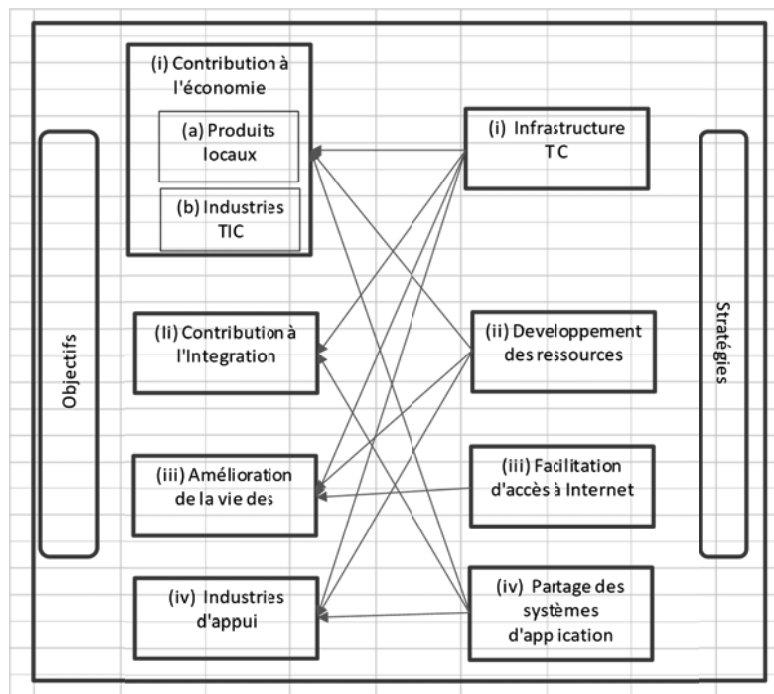 (i) Contribution à
l'économie
(a) Produits
locaux
(b) Industries
TIC
(Ii) Contribution à
l'Integration
(iii) Amélioration
de la vie des
(iv) Industries
d'appui
Objectifs
(i) Infrastructure
TC
(ii) Developpement
des ressources
(iii) Facilitation
d'accès à Internet
(iv) Partage des
systèmes
d'application
Stratégies